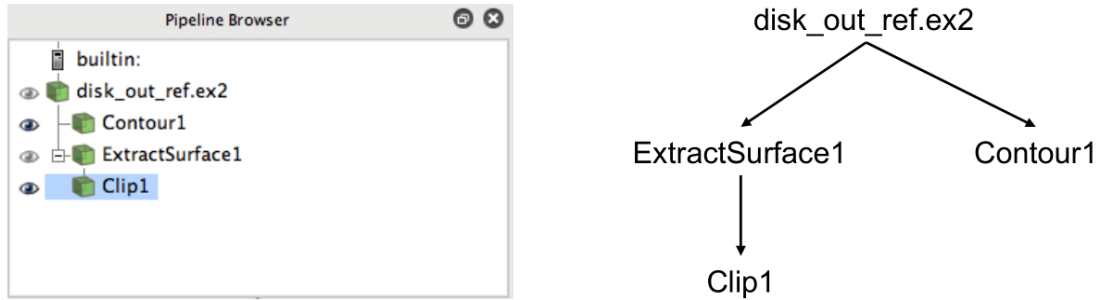 Pipeline Browser
builtin:
disk_out_ref.ex2
Contour1
ExtractSurface1
Clip1
disk_out_ref.ex2
ExtractSurface1
Contour1
Clip1